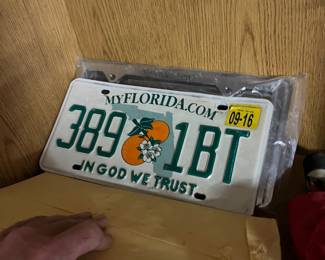 MYFLORIDA.COM
09-16
389 1BT
IN GOD WE TRUST